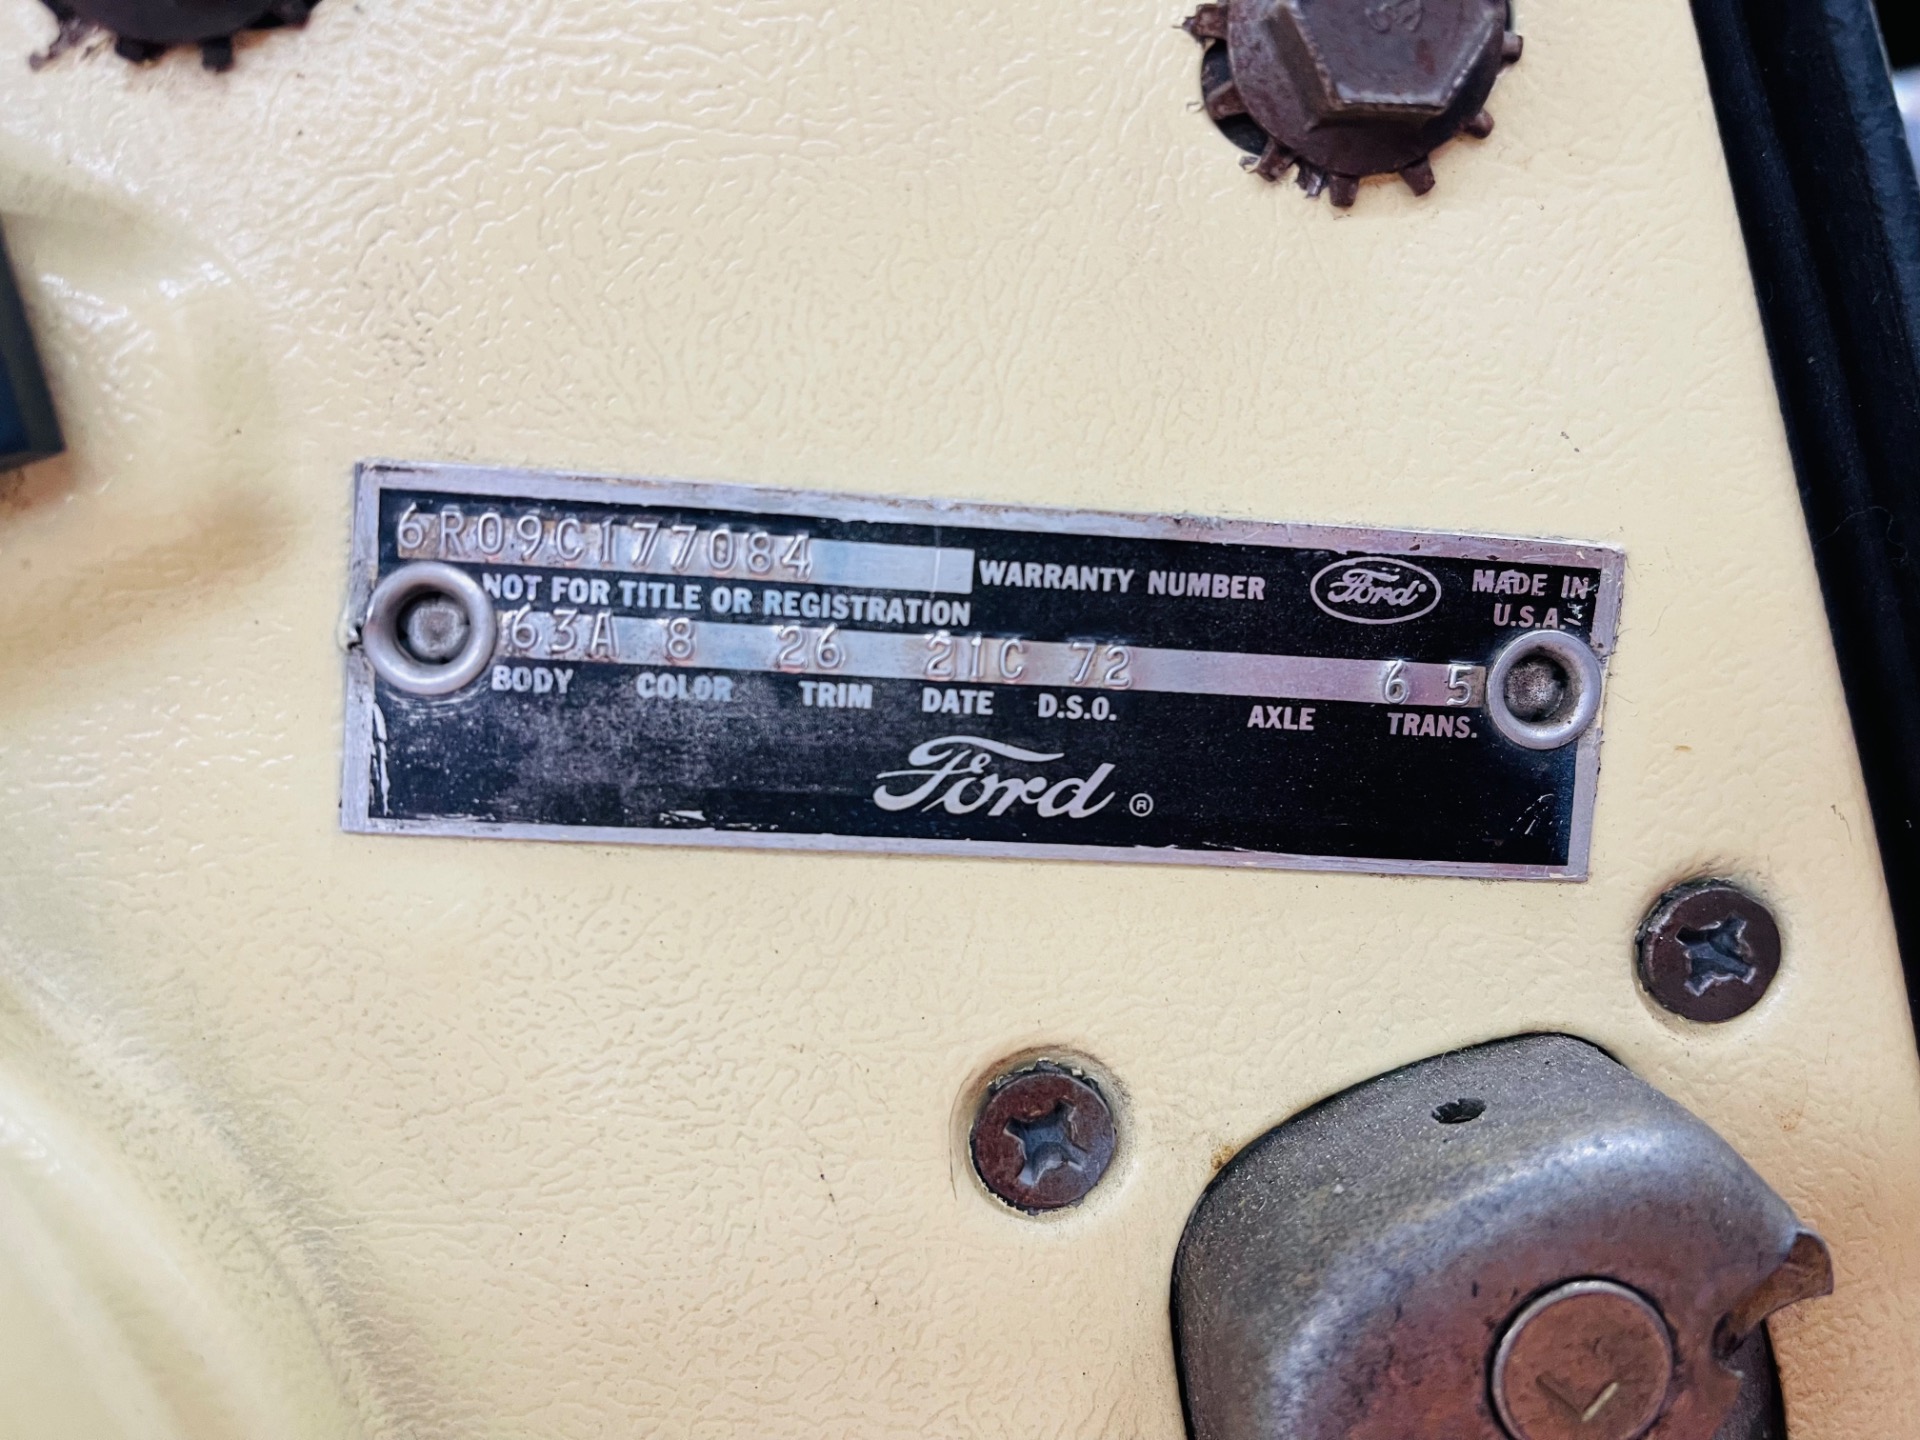 6R09C177084
NOT FOR TITLE OR REGISTRATION
WARRANTY NUMBER
Ford
MADE IN
U.S.A.
63A 8 26 21C 72 6 5
BODY COLOR TRIM DATE D.S.O. AXLE TRANS.
Ford ®